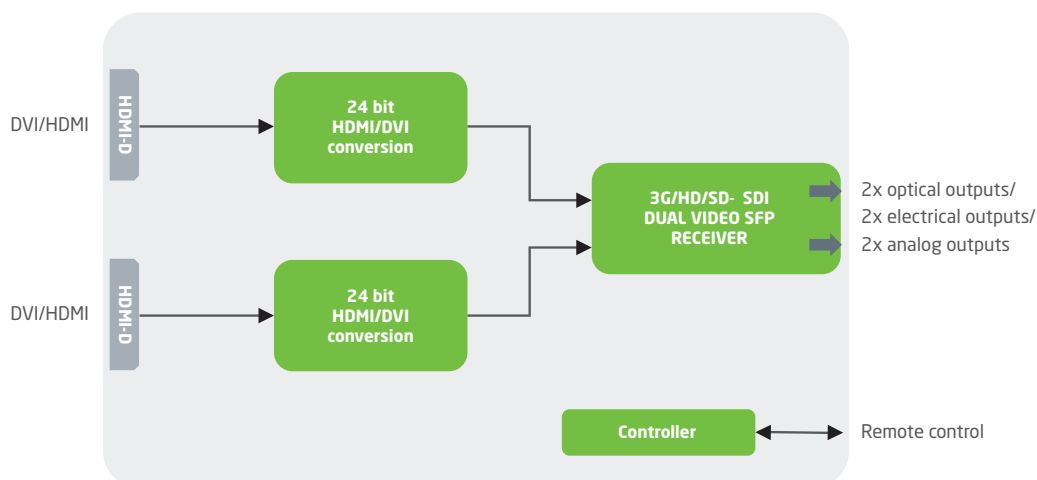 DVI/HDMI
HDMI-D
24 bit
HDMI/DVI
conversion
3G/HD/SD- SDI
DUAL VIDEO SFP
RECEIVER
2x optical outputs/
2x electrical outputs/
2x analog outputs
DVI/HDMI
HDMI-D
24 bit
HDMI/DVI
conversion
Controller
Remote control